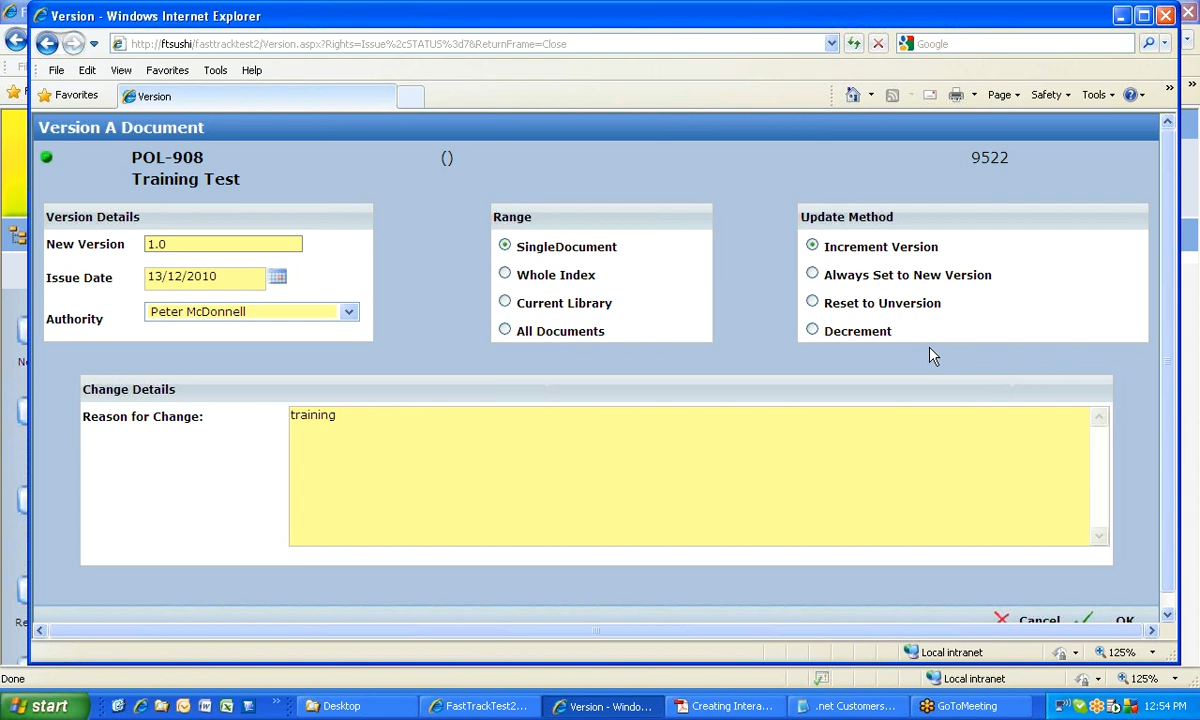 Version - Windows Internet Explorer
http://ftsushi/fasttracktest2/Version.aspx?Rights=Issue%2cSTATUS%3d7&ReturnFrame=Close
Google
File Edit View Favorites Tools Help
Favorites
Version
Page Safety Tools
Version A Document
POL-908 () 9522
Training Test
Version Details
New Version 1.0
Issue Date 13/12/2010
Authority Peter McDonnell
Range
SingleDocument
Whole Index
Current Library
All Documents
Update Method
Increment Version
Always Set to New Version
Reset to Unversion
Decrement
Change Details
Reason for Change: training
Cancel OK
Local intranet 125%
Done Local intranet 125%
start Desktop FastTrackTest2... Version - Windo... Creating Intera... .net Customers... GoToMeeting 12:54 PM